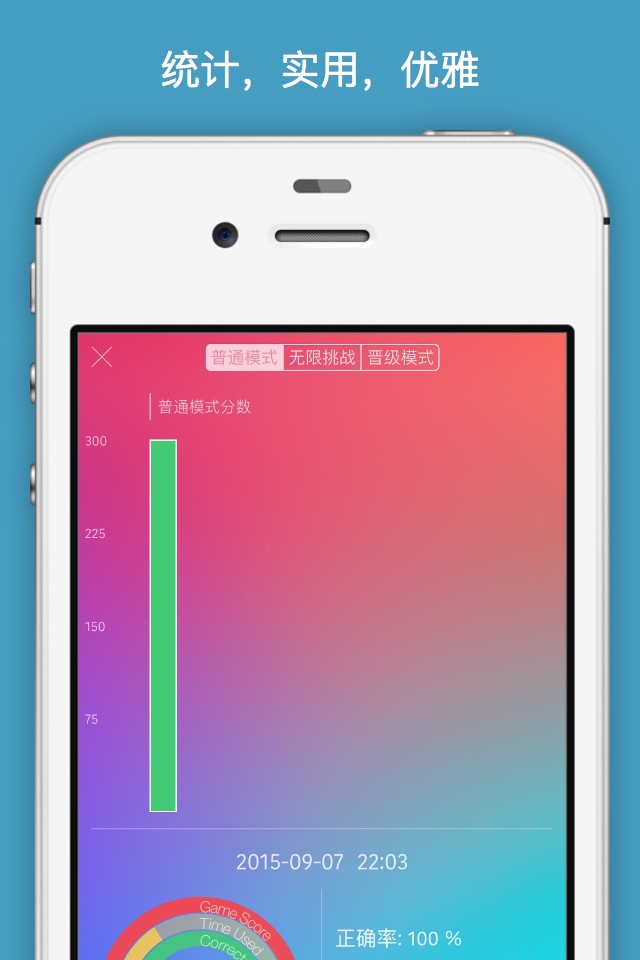 统计，实用，优雅
普通模式 无限挑战 晋级模式
普通模式分数
300
225
150
75
2015-09-07 22:03
Game Score
Time Used
Correct
正确率: 100 %